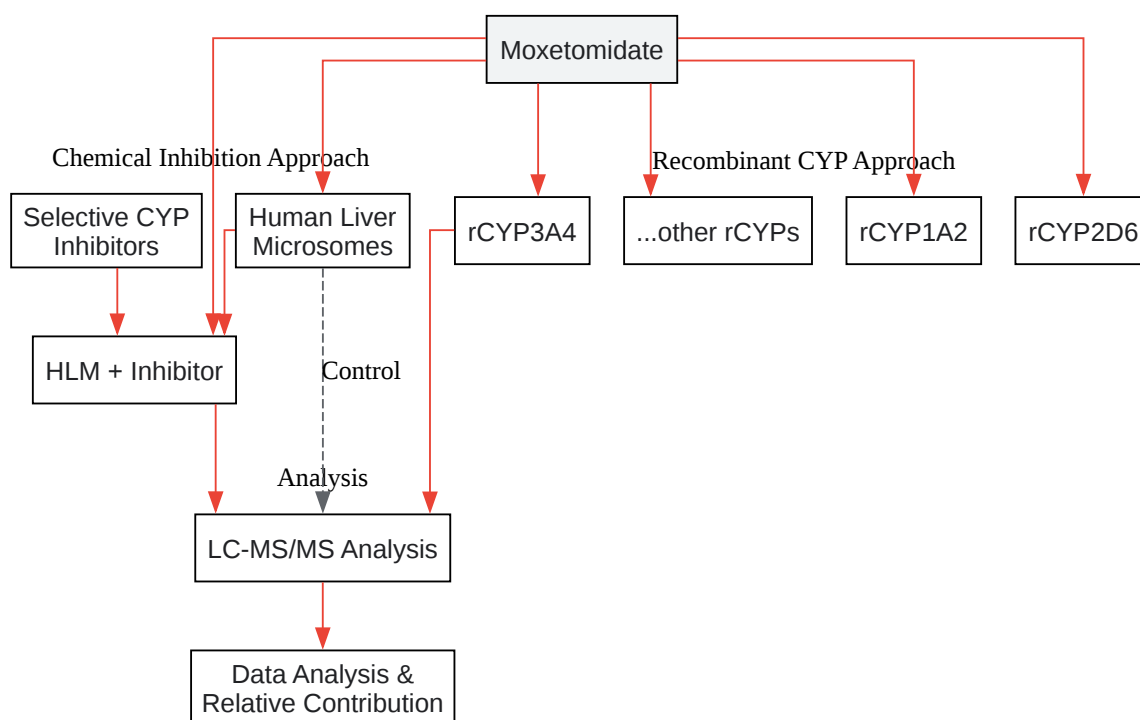 Moxetomidate
Chemical Inhibition Approach
Recombinant CYP Approach
Selective CYP
Inhibitors
Human Liver
Microsomes
rCYP3A4
...other rCYPs
rCYP1A2
rCYP2D6
HLM + Inhibitor
Control
Analysis
LC-MS/MS Analysis
Data Analysis &
Relative Contribution